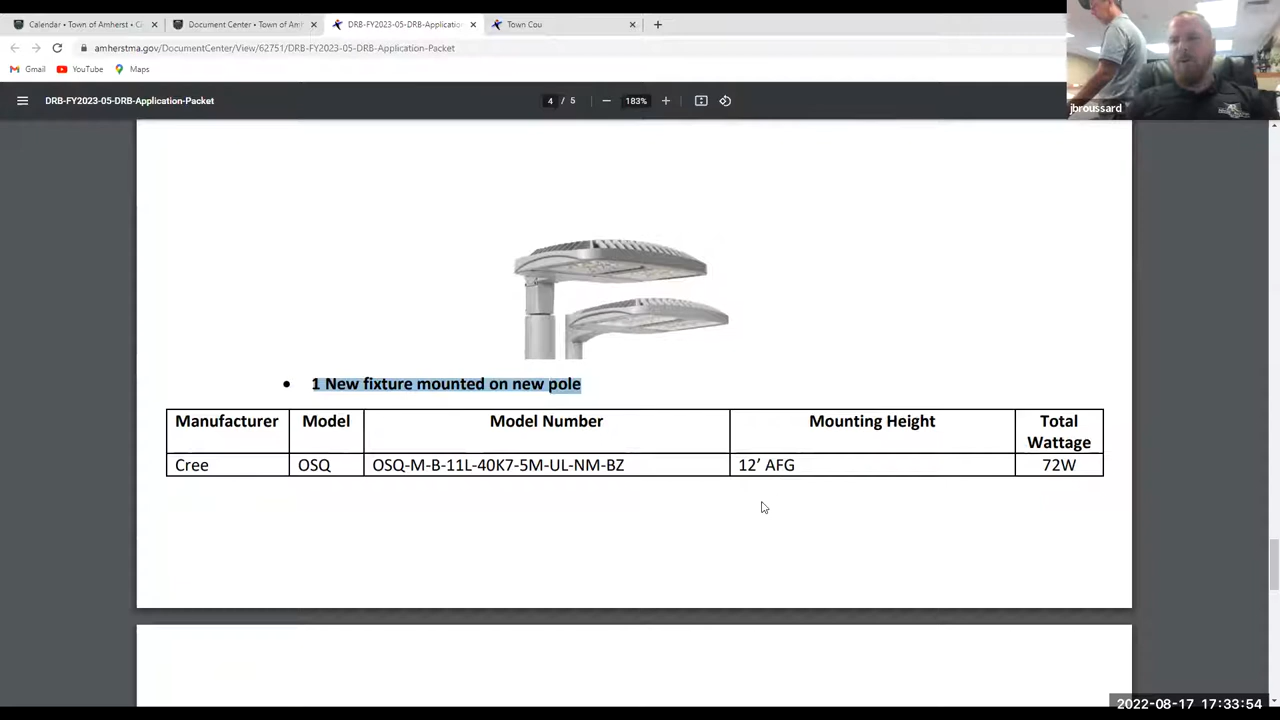 Calendar • Town of Amherst • Ci
Document Center • Town of Amh
DRB-FY2023-05-DRB-Application
Town Cou
amherstma.gov/DocumentCenter/View/62751/DRB-FY2023-05-DRB-Application-Packet
Gmail
YouTube
Maps
jbroussard
DRB-FY2023-05-DRB-Application-Packet
4 / 5
183%
• 1 New fixture mounted on new pole
Manufacturer Model Model Number Mounting Height Total Wattage
Cree OSQ OSQ-M-B-11L-40K7-5M-UL-NM-BZ 12’ AFG 72W
2022-08-17 17:33:54